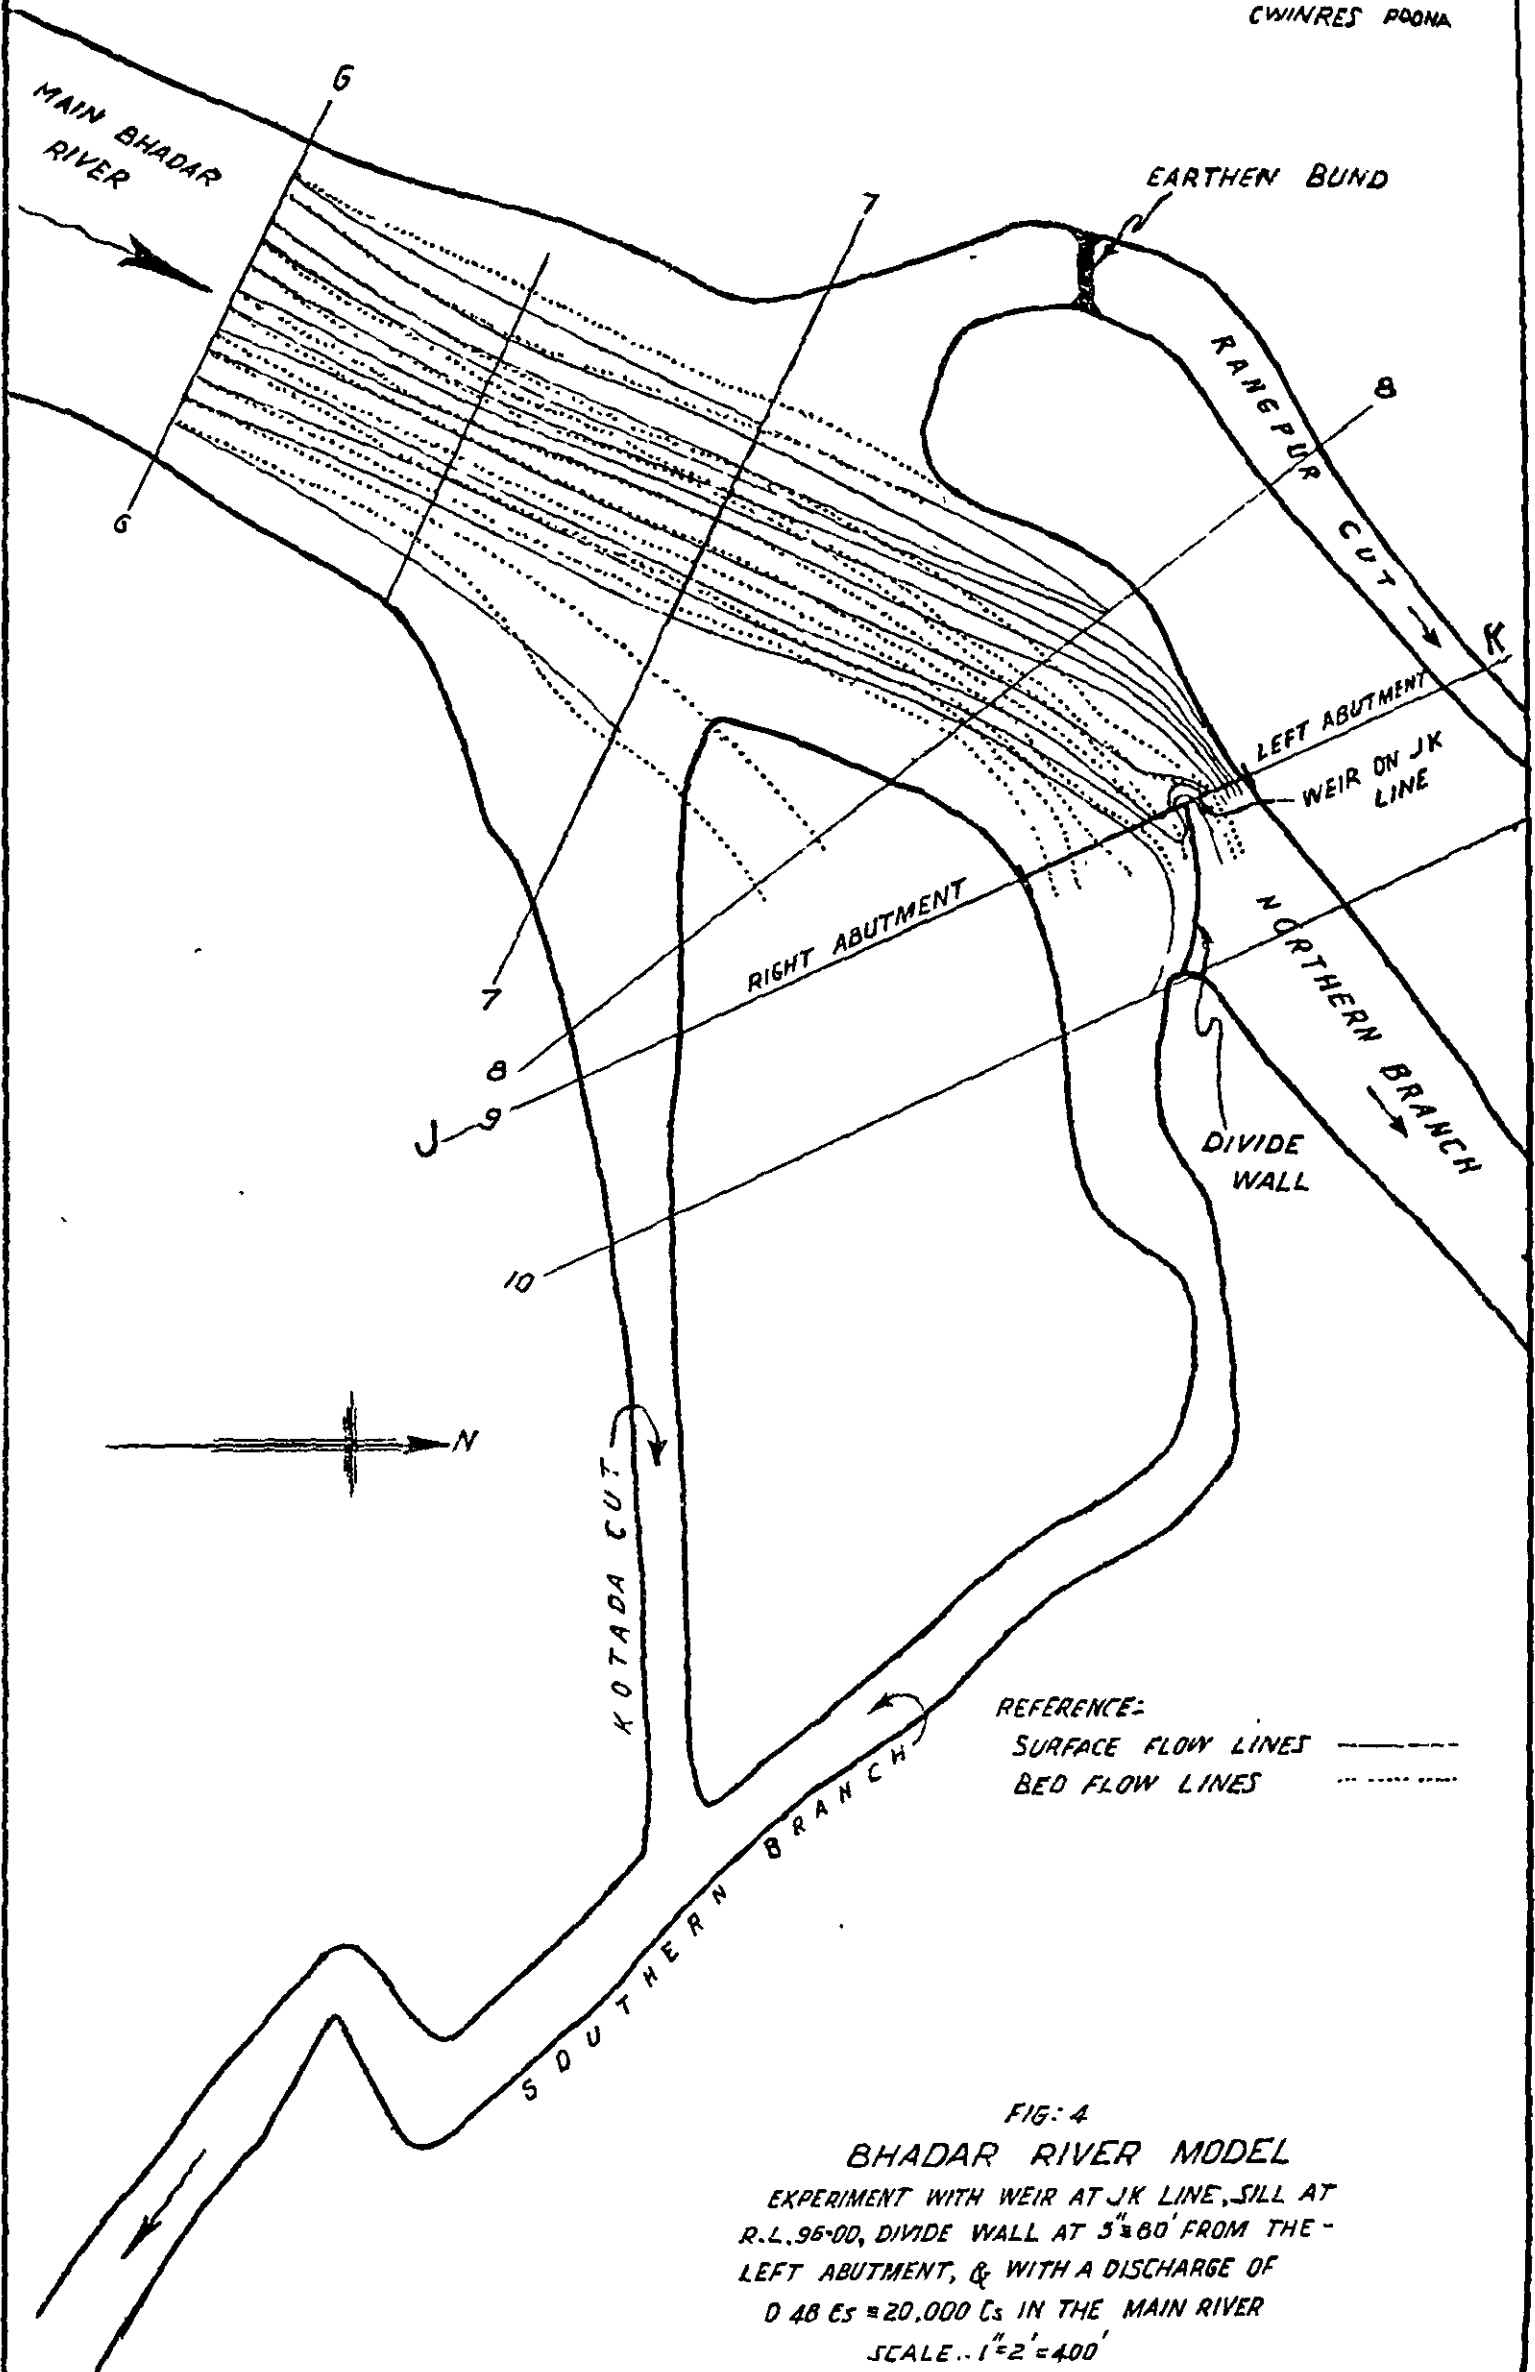 CWINRES POONA
6
MAIN BHADAR
RIVER
7
EARTHEN BUND
RANGPUR CUT
8
6
K
LEFT ABUTMENT
WEIR ON JK
LINE
RIGHT ABUTMENT
NORTHERN BRANCH
7
8
J-9
DIVIDE
WALL
10
N
KOTADA CUT
REFERENCE:-
SURFACE FLOW LINES
BED FLOW LINES
SOUTHERN BRANCH
FIG: 4
BHADAR RIVER MODEL
EXPERIMENT WITH WEIR AT JK LINE, SILL AT
R.L. 96.00, DIVIDE WALL AT 5"≡80' FROM THE -
LEFT ABUTMENT, & WITH A DISCHARGE OF
0 48 Cs ≡ 20,000 Cs IN THE MAIN RIVER
SCALE.. 1"=2'=400'